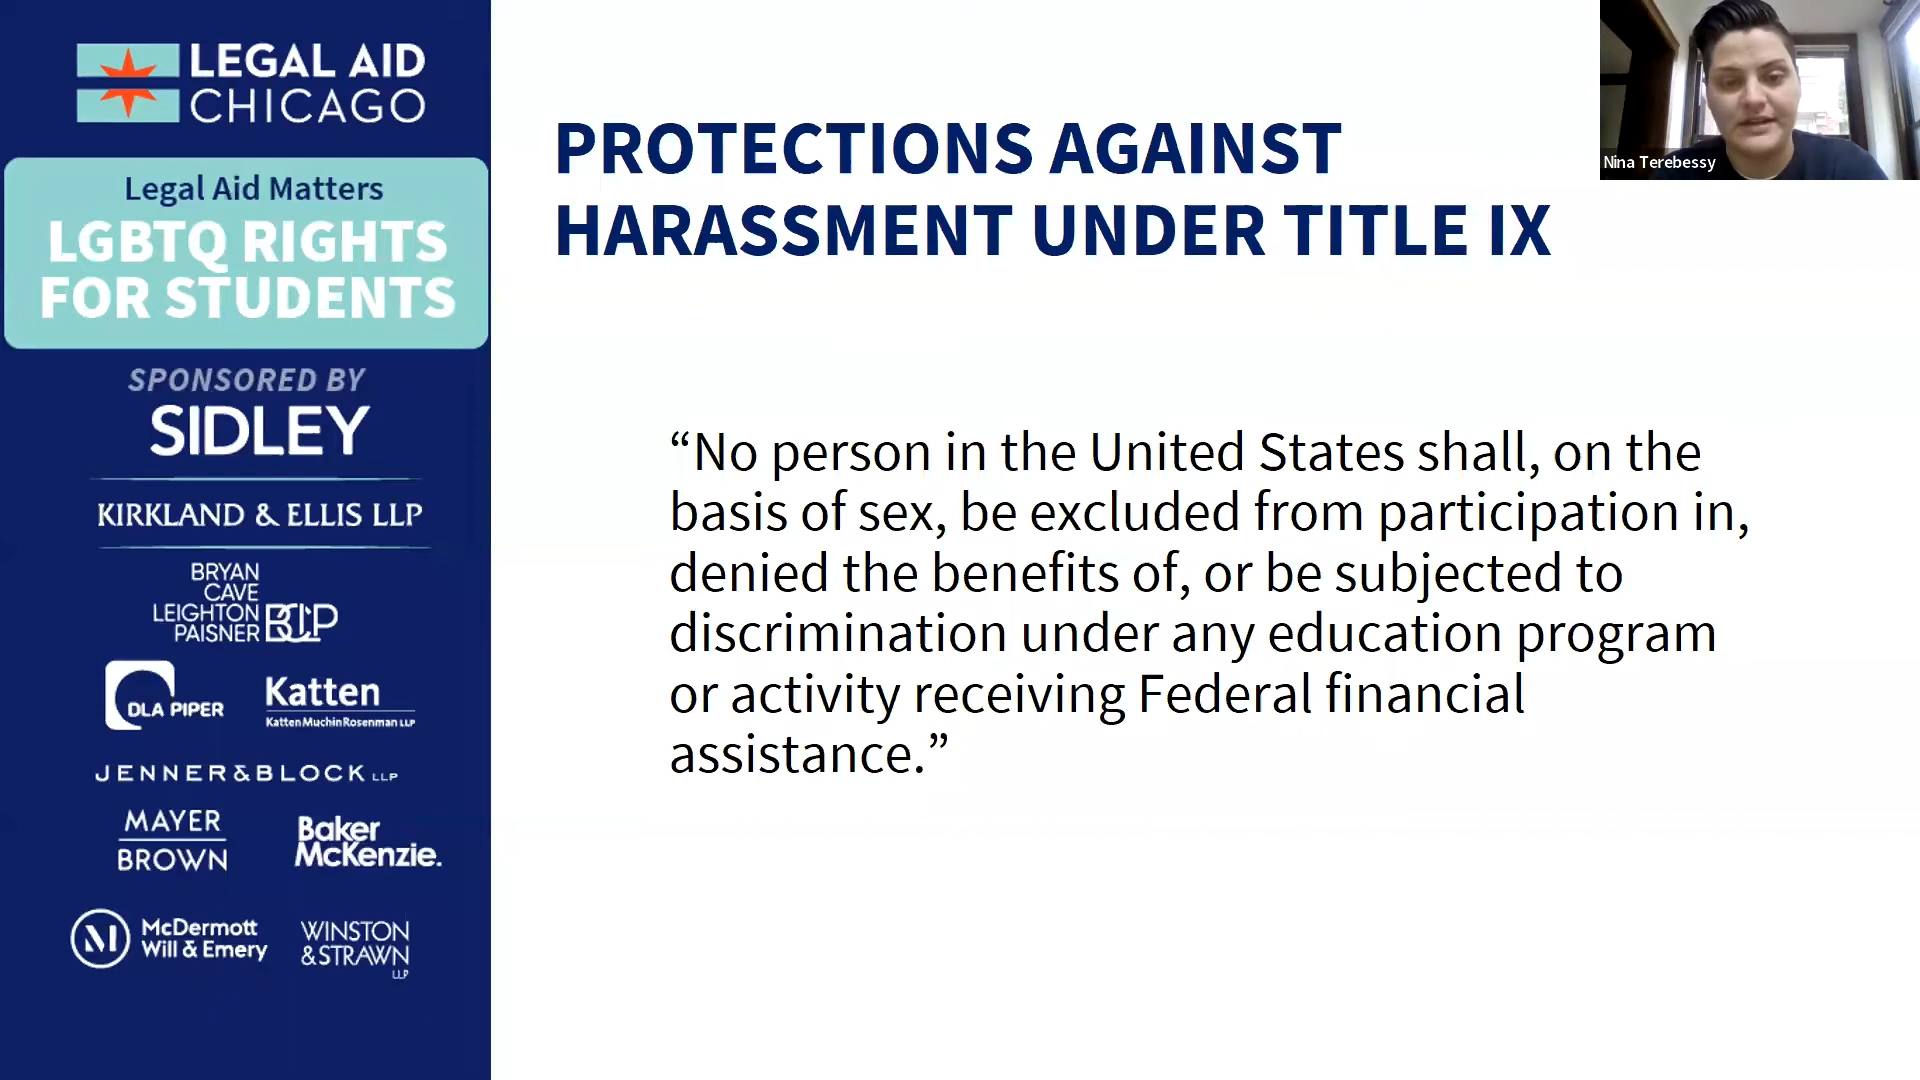 LEGAL AID
CHICAGO
Legal Aid Matters
LGBTQ RIGHTS
FOR STUDENTS
SPONSORED BY
SIDLEY
KIRKLAND & ELLIS LLP
BRYAN
CAVE
LEIGHTON
PAISNER BCLP
DLA PIPER
Katten
KattenMuchinRosenman LLP
JENNER&BLOCK LLP
MAYER
BROWN
Baker
McKenzie.
M McDermott
Will & Emery
WINSTON
&STRAWN
LLP
PROTECTIONS AGAINST
HARASSMENT UNDER TITLE IX
“No person in the United States shall, on the
basis of sex, be excluded from participation in,
denied the benefits of, or be subjected to
discrimination under any education program
or activity receiving Federal financial
assistance.”
Nina Terebessy